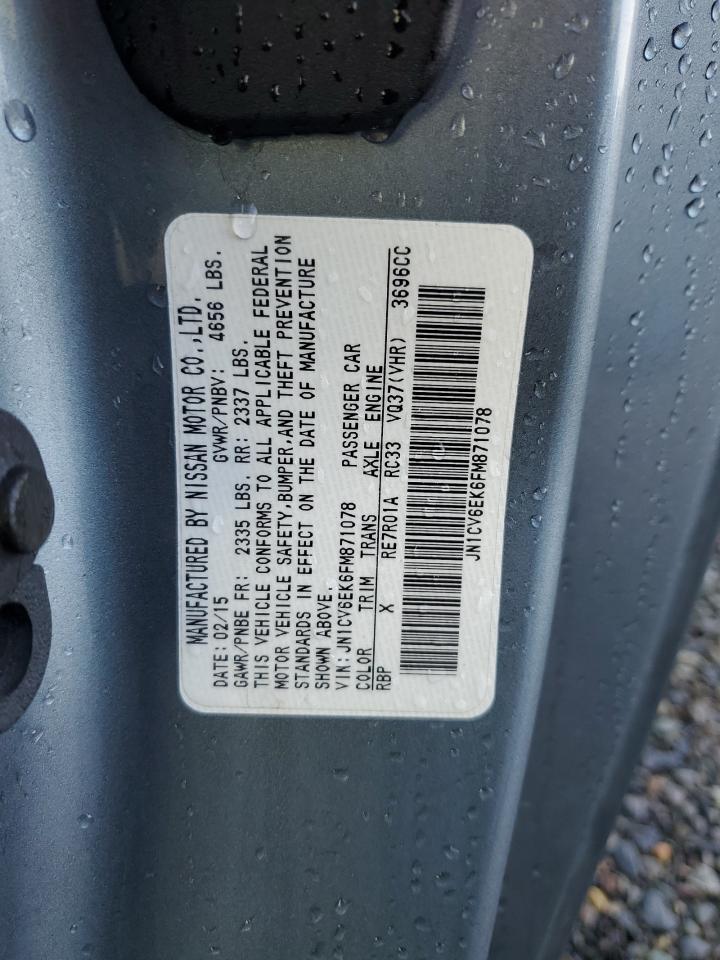 MANUFACTURED BY NISSAN MOTOR CO.,LTD.
DATE: 02/15 GVWR/PNBV: 4656 LBS.
GAWR/PNBE FR: 2335 LBS. RR: 2337 LBS.
THIS VEHICLE CONFORMS TO ALL APPLICABLE FEDERAL
MOTOR VEHICLE SAFETY,BUMPER,AND THEFT PREVENTION
STANDARDS IN EFFECT ON THE DATE OF MANUFACTURE
SHOWN ABOVE.
VIN:JN1CV6EK6FM871078 PASSENGER CAR
COLOR TRIM TRANS AXLE ENGINE
RBP X RE7R01A RC33 VQ37(VHR) 3696CC
JN1CV6EK6FM871078